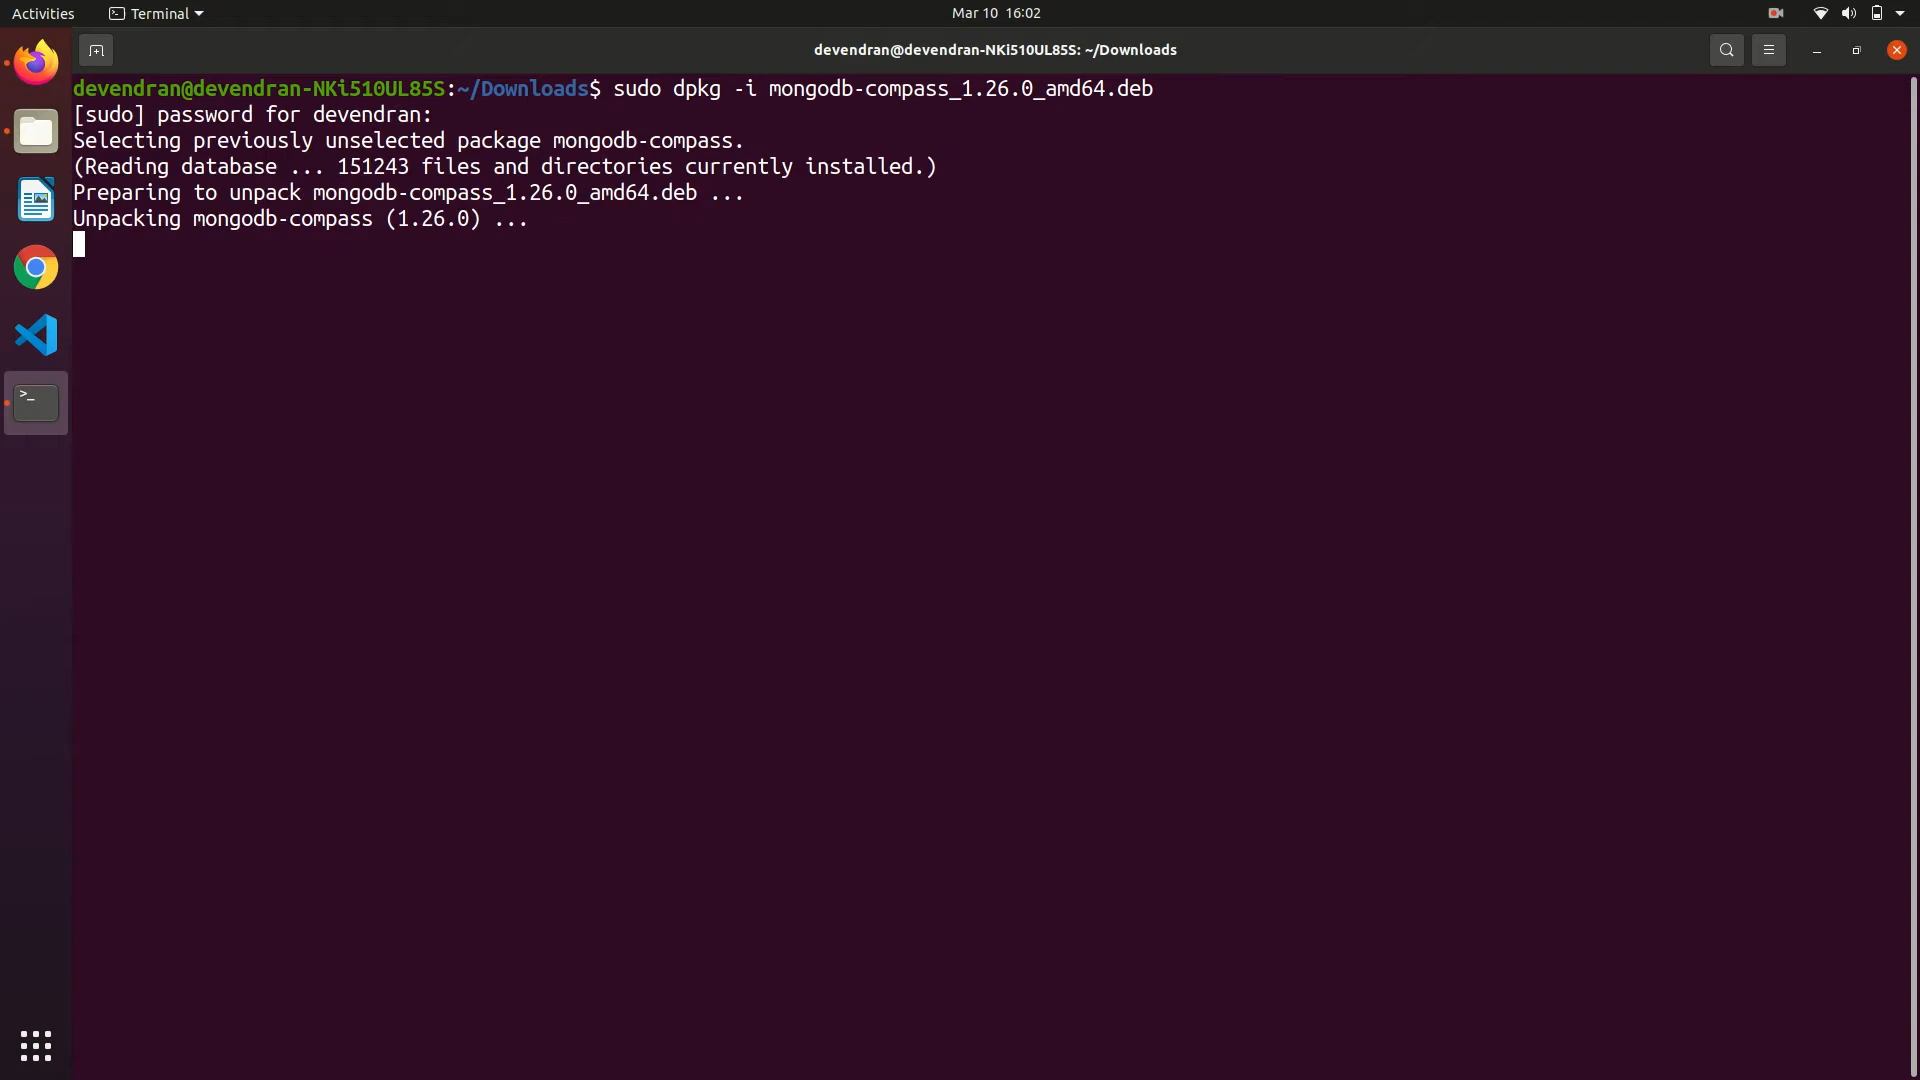 Activities
Terminal
Mar 10 16:02
devendran@devendran-NKi510UL85S: ~/Downloads
devendran@devendran-NKi510UL85S:~/Downloads$ sudo dpkg -i mongodb-compass_1.26.0_amd64.deb
[sudo] password for devendran:
Selecting previously unselected package mongodb-compass.
(Reading database ... 151243 files and directories currently installed.)
Preparing to unpack mongodb-compass_1.26.0_amd64.deb ...
Unpacking mongodb-compass (1.26.0) ...